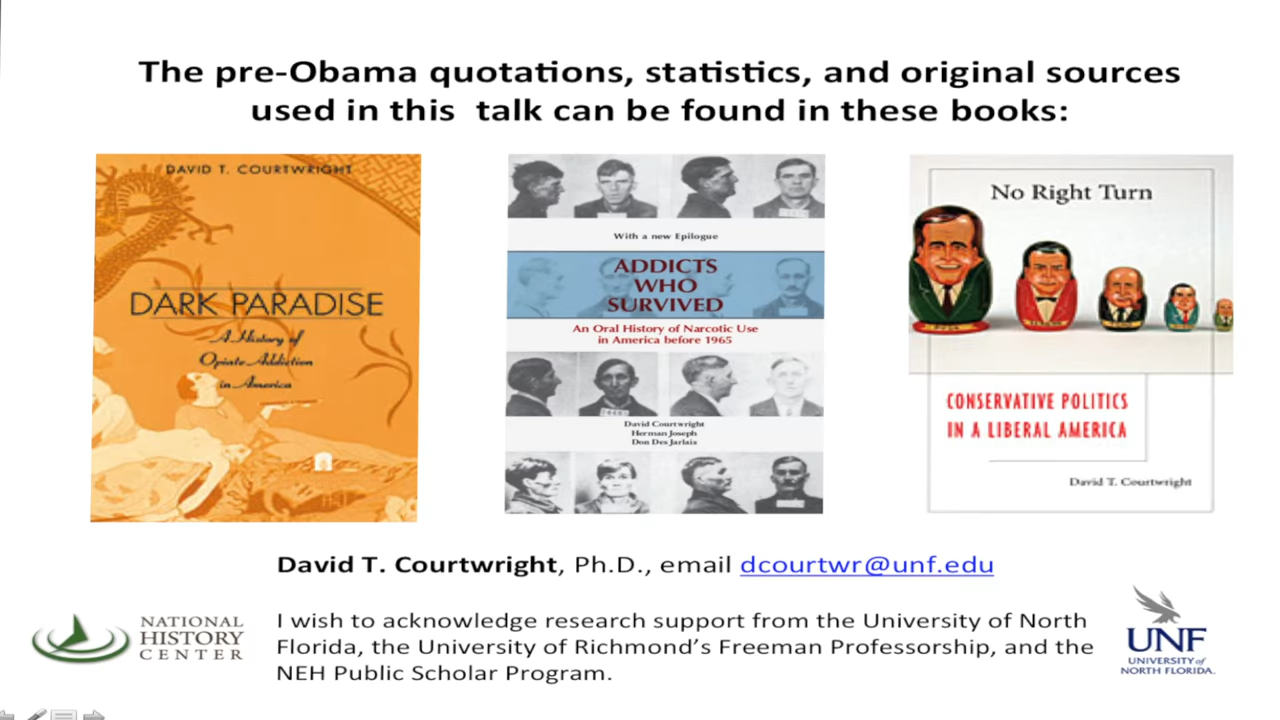 The pre-Obama quotations, statistics, and original sources
used in this talk can be found in these books:
DAVID T. COURTWRIGHT
DARK PARADISE
A History of
Opiate Addiction
in America
With a new Epilogue
ADDICTS
WHO
SURVIVED
An Oral History of Narcotic Use
in America before 1965
David Courtwright
Herman Joseph
Don Des Jarlais
No Right Turn
CONSERVATIVE POLITICS
IN A LIBERAL AMERICA
David T. Courtwright
David T. Courtwright, Ph.D., email dcourtwr@unf.edu
NATIONAL
HISTORY
CENTER
I wish to acknowledge research support from the University of North
Florida, the University of Richmond's Freeman Professorship, and the
NEH Public Scholar Program.
UNF
UNIVERSITY of
NORTH FLORIDA.